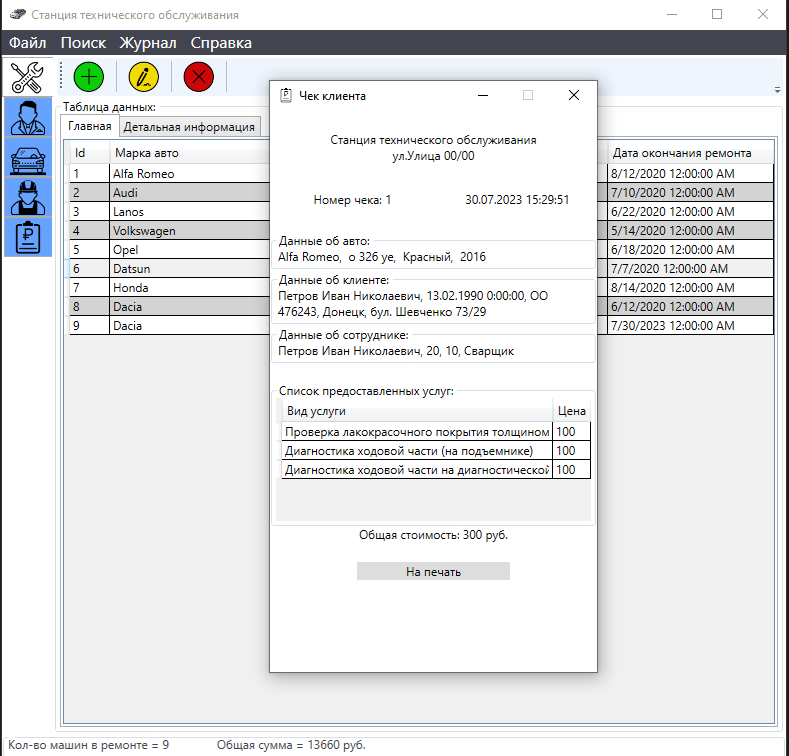 Станция технического обслуживания
Файл Поиск Журнал Справка
Таблица данных:
Главная Детальная информация
Id Марка авто Дата окончания ремонта
1 Alfa Romeo 8/12/2020 12:00:00 AM
2 Audi 7/10/2020 12:00:00 AM
3 Lanos 6/22/2020 12:00:00 AM
4 Volkswagen 5/14/2020 12:00:00 AM
5 Opel 6/18/2020 12:00:00 AM
6 Datsun 7/7/2020 12:00:00 AM
7 Honda 8/14/2020 12:00:00 AM
8 Dacia 6/12/2020 12:00:00 AM
9 Dacia 7/30/2023 12:00:00 AM
Чек клиента
Станция технического обслуживания
ул.Улица 00/00
Номер чека: 1 30.07.2023 15:29:51
Данные об авто:
Alfa Romeo, о 326 уе, Красный, 2016
Данные об клиенте:
Петров Иван Николаевич, 13.02.1990 0:00:00, ОО
476243, Донецк, бул. Шевченко 73/29
Данные об сотруднике:
Петров Иван Николаевич, 20, 10, Сварщик
Список предоставленных услуг:
Вид услуги Цена
Проверка лакокрасочного покрытия толщином 100
Диагностика ходовой части (на подъемнике) 100
Диагностика ходовой части на диагностической 100
Общая стоимость: 300 руб.
На печать
Кол-во машин в ремонте = 9 Общая сумма = 13660 руб.